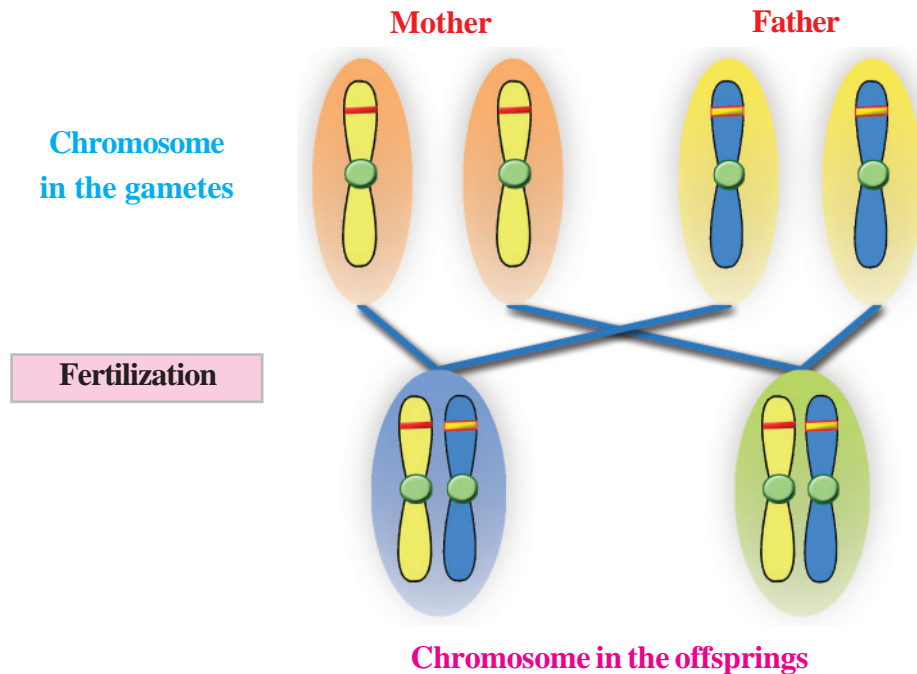 Mother
Father
Chromosome
in the gametes
Fertilization
Chromosome in the offsprings